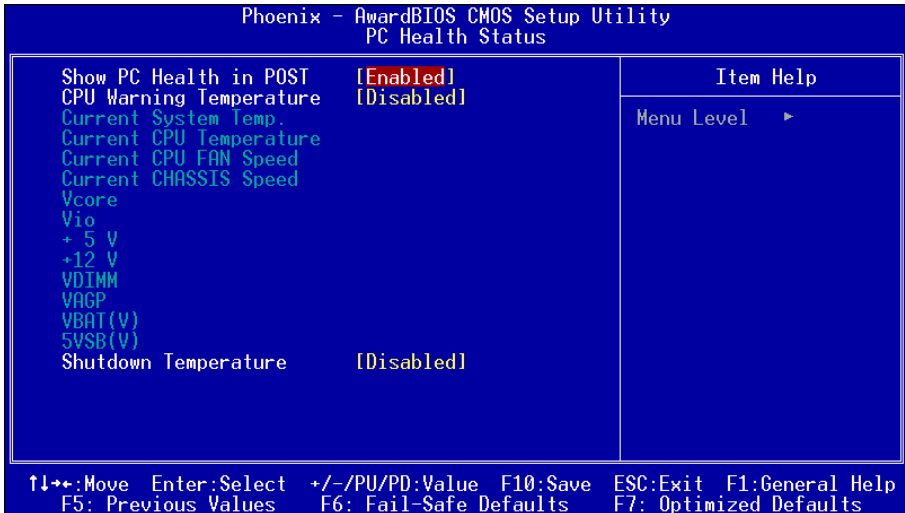 Phoenix - AwardBIOS CMOS Setup Utility
PC Health Status
Show PC Health in POST [Enabled]
CPU Warning Temperature [Disabled]
Current System Temp.
Current CPU Temperature
Current CPU FAN Speed
Current CHASSIS Speed
Vcore
Vio
+ 5 V
+12 V
VDIMM
VAGP
VBAT(V)
5VSB(V)
Shutdown Temperature [Disabled]
Item Help
Menu Level ►
↑↓→←:Move Enter:Select +/-/PU/PD:Value F10:Save ESC:Exit F1:General Help
F5: Previous Values F6: Fail-Safe Defaults F7: Optimized Defaults